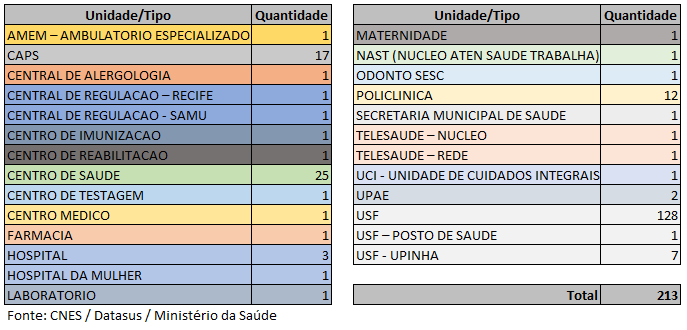 Unidade/Tipo Quantidade
AMEM – AMBULATORIO ESPECIALIZADO 1
CAPS 17
CENTRAL DE ALERGOLOGIA 1
CENTRAL DE REGULACAO – RECIFE 1
CENTRAL DE REGULACAO - SAMU 1
CENTRO DE IMUNIZACAO 1
CENTRO DE REABILITACAO 1
CENTRO DE SAUDE 25
CENTRO DE TESTAGEM 1
CENTRO MEDICO 1
FARMACIA 1
HOSPITAL 3
HOSPITAL DA MULHER 1
LABORATORIO 1
Fonte: CNES / Datasus / Ministério da Saúde
Unidade/Tipo Quantidade
MATERNIDADE 1
NAST (NUCLEO ATEN SAUDE TRABALHA) 1
ODONTO SESC 1
POLICLINICA 12
SECRETARIA MUNICIPAL DE SAUDE 1
TELESAUDE – NUCLEO 1
TELESAUDE – REDE 1
UCI - UNIDADE DE CUIDADOS INTEGRAIS 1
UPAE 2
USF 128
USF – POSTO DE SAUDE 1
USF - UPINHA 7
Total 213